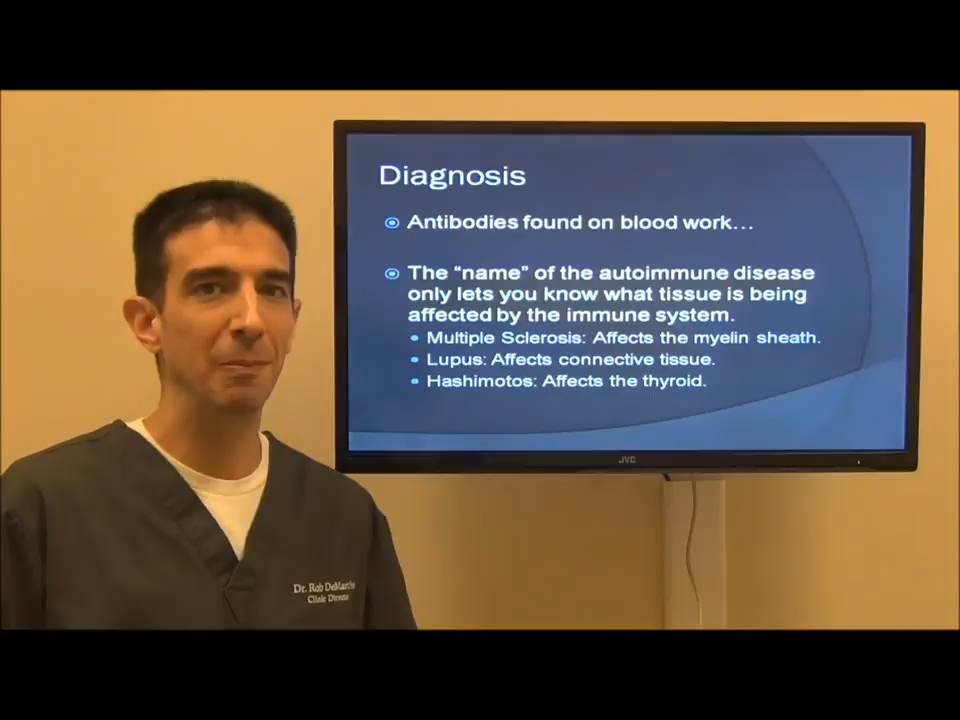 Diagnosis
Antibodies found on blood work…
The “name” of the autoimmune disease
only lets you know what tissue is being
affected by the immune system.
Multiple Sclerosis: Affects the myelin sheath.
Lupus: Affects connective tissue.
Hashimotos: Affects the thyroid.
JVC
Dr. Rob
Clinic